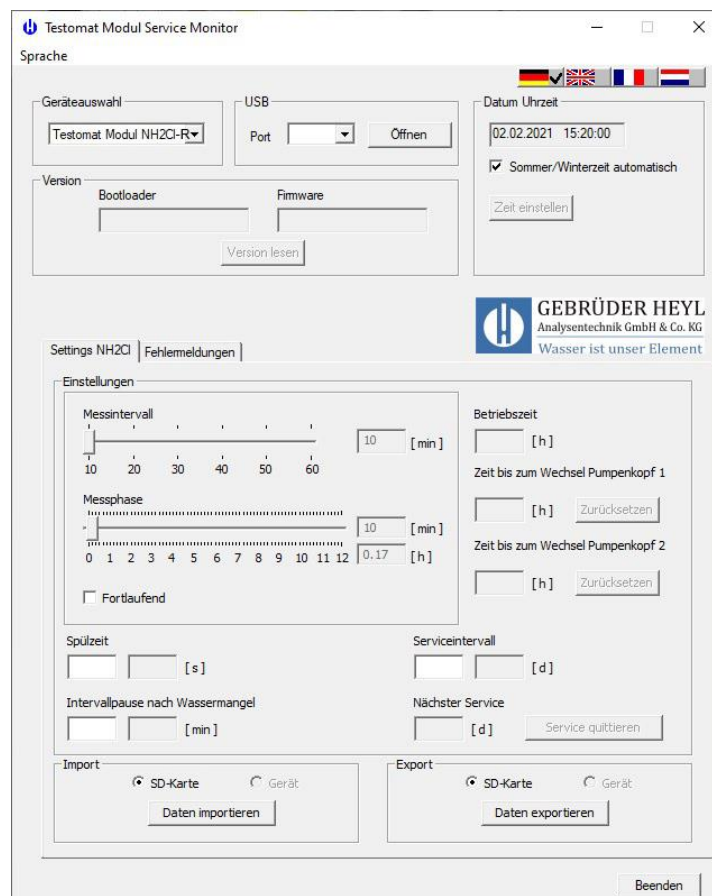 Testomat Modul Service Monitor
Sprache
Geräteauswahl
Testomat Modul NH2Cl-R
USB
Port
Öffnen
Datum Uhrzeit
02.02.2021 15:20:00
Sommer/Winterzeit automatisch
Zeit einstellen
Version
Bootloader
Firmware
Version lesen
GEBRÜDER HEYL
Analysentechnik GmbH & Co. KG
Wasser ist unser Element
Settings NH2Cl
Fehlermeldungen
Einstellungen
Messintervall
10 [ min ]
10 20 30 40 50 60
Messphase
10 [ min ]
0 1 2 3 4 5 6 7 8 9 10 11 12
0.17 [ h ]
Fortlaufend
Betriebszeit
[ h ]
Zeit bis zum Wechsel Pumpenkopf 1
[ h ] Zurücksetzen
Zeit bis zum Wechsel Pumpenkopf 2
[ h ] Zurücksetzen
Spülzeit
[ s ]
Serviceintervall
[ d ]
Intervallpause nach Wassermangel
[ min ]
Nächster Service
[ d ] Service quittieren
Import
SD-Karte Gerät
Daten importieren
Export
SD-Karte Gerät
Daten exportieren
Beenden